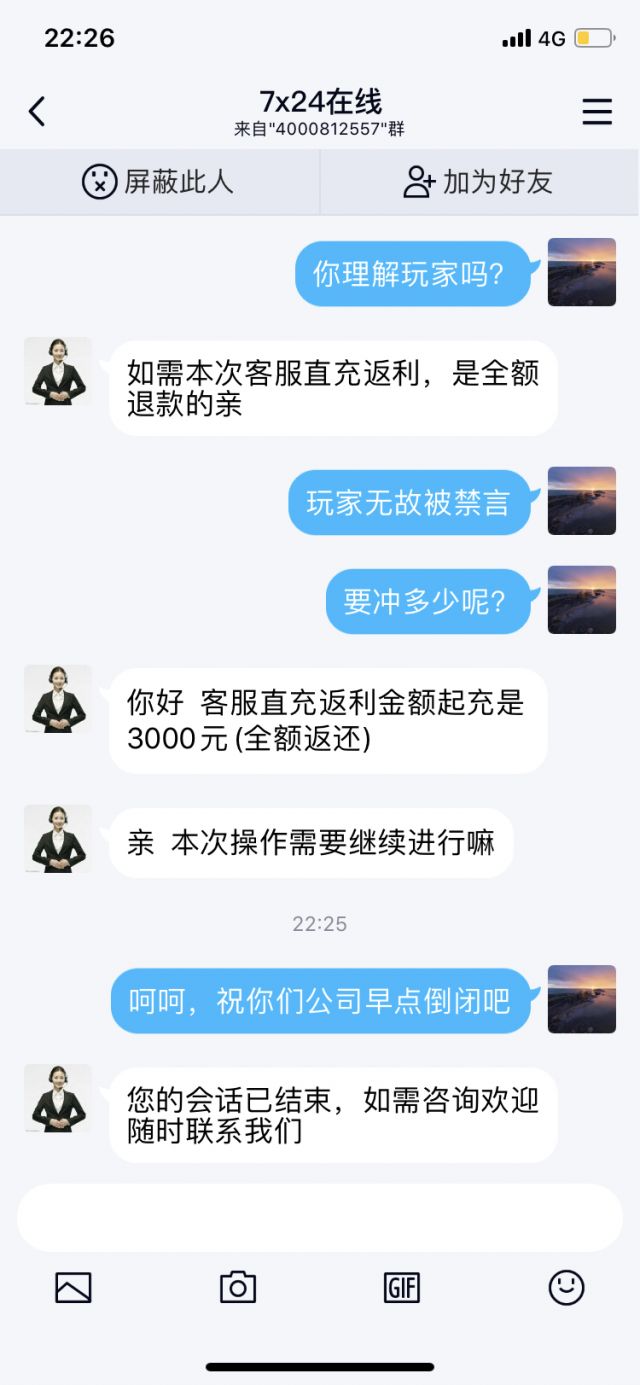 22:26
4G
7x24在线
来自"4000812557"群
屏蔽此人
加为好友
你理解玩家吗?
如需本次客服直充返利，是全额
退款的亲
玩家无故被禁言
要冲多少呢?
你好 客服直充返利金额起充是
3000元(全额返还)
亲 本次操作需要继续进行嘛
22:25
呵呵，祝你们公司早点倒闭吧
您的会话已结束，如需咨询欢迎
随时联系我们
GIF